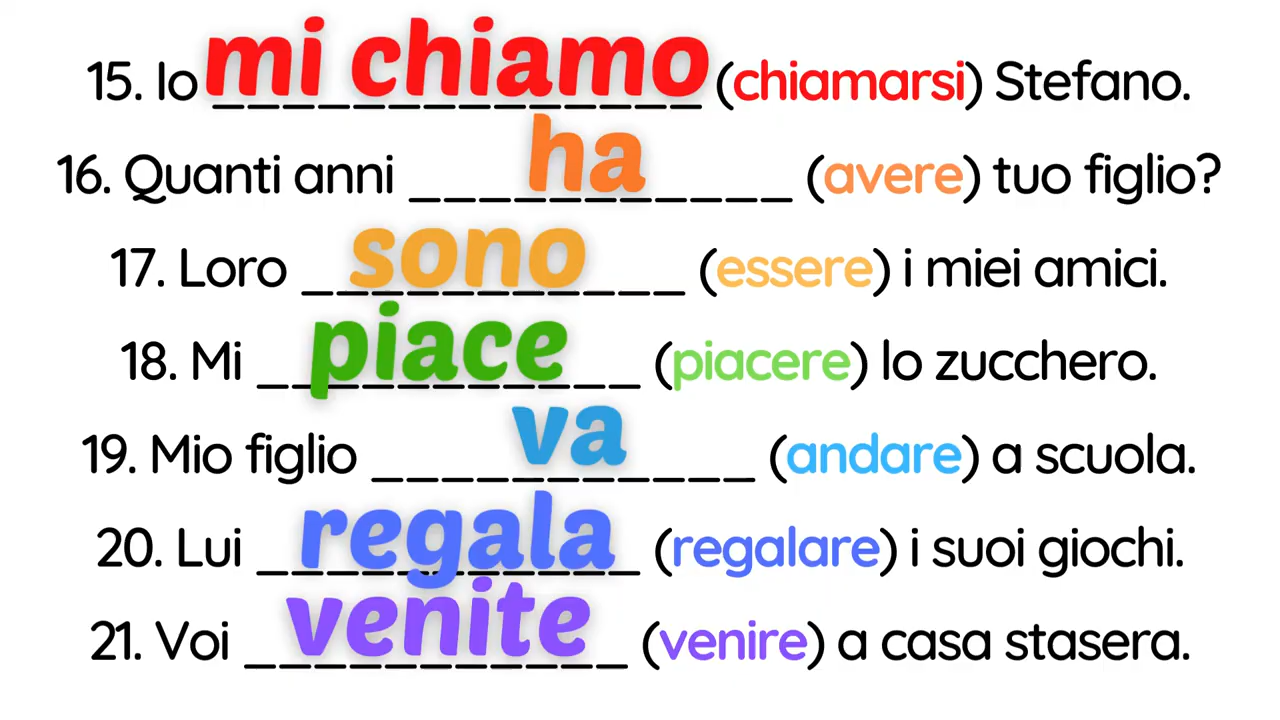 15. Io mi chiamo (chiamarsi) Stefano.
16. Quanti anni ha (avere) tuo figlio?
17. Loro sono (essere) i miei amici.
18. Mi piace (piacere) lo zucchero.
19. Mio figlio va (andare) a scuola.
20. Lui regala (regalare) i suoi giochi.
21. Voi venite (venire) a casa stasera.